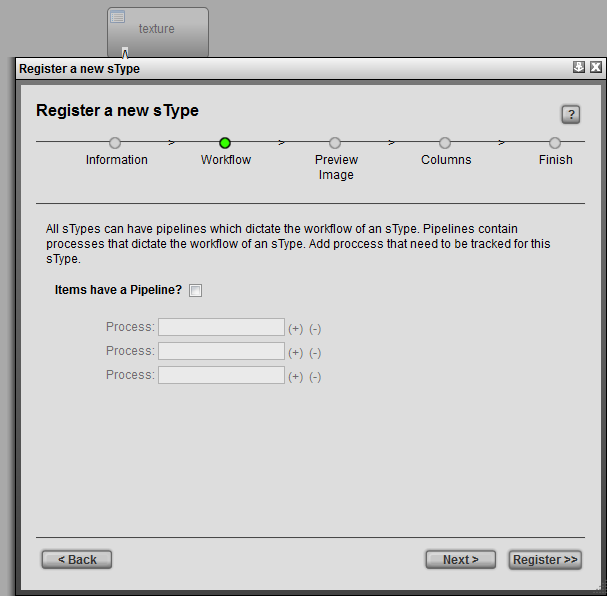 texture
Register a new sType
Register a new sType
?
> > > >
Information Workflow Preview Columns Finish
Image
All sTypes can have pipelines which dictate the workflow of an sType. Pipelines contain
processes that dictate the workflow of an sType. Add proccess that need to be tracked for this
sType.
Items have a Pipeline?
Process: (+) (-)
Process: (+) (-)
Process: (+) (-)
< Back Next > Register >>